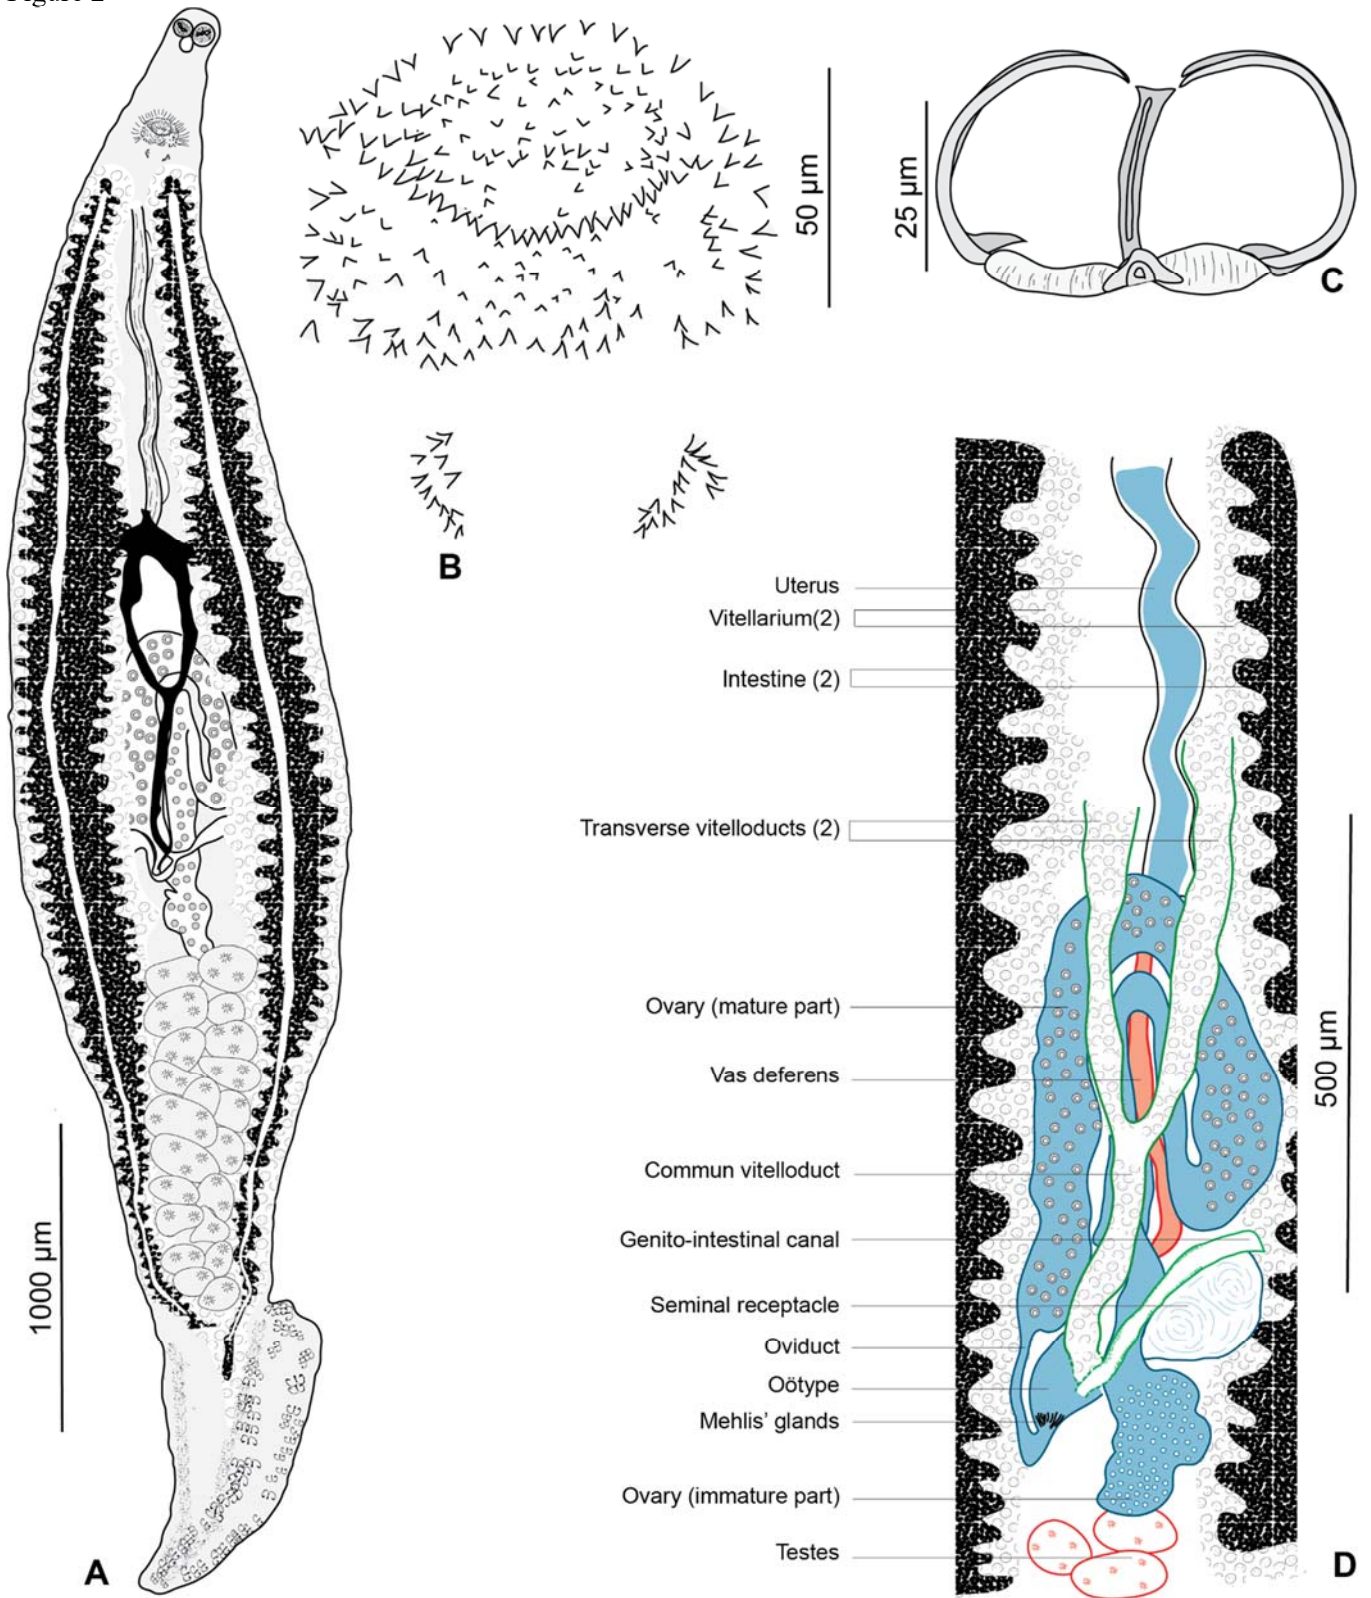 Figure 2
50 µm
25 µm
C
B
Uterus
Vitellarium(2)
Intestine (2)
Transverse vitelloducts (2)
Ovary (mature part)
Vas deferens
500 µm
Commun vitelloduct
1000 µm
Genito-intestinal canal
Seminal receptacle
Oviduct
Oötype
Mehlis’ glands
Ovary (immature part)
Testes
A
D